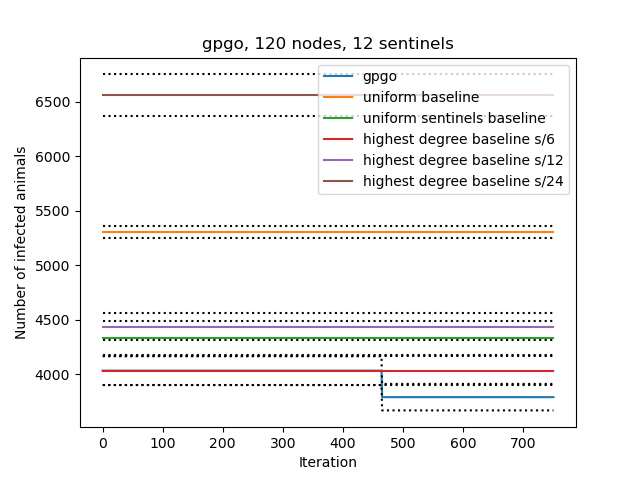 gpgo, 120 nodes, 12 sentinels
gpgo
uniform baseline
uniform sentinels baseline
highest degree baseline s/6
highest degree baseline s/12
highest degree baseline s/24
Number of infected animals
6500
6000
5500
5000
4500
4000
0 100 200 300 400 500 600 700
Iteration